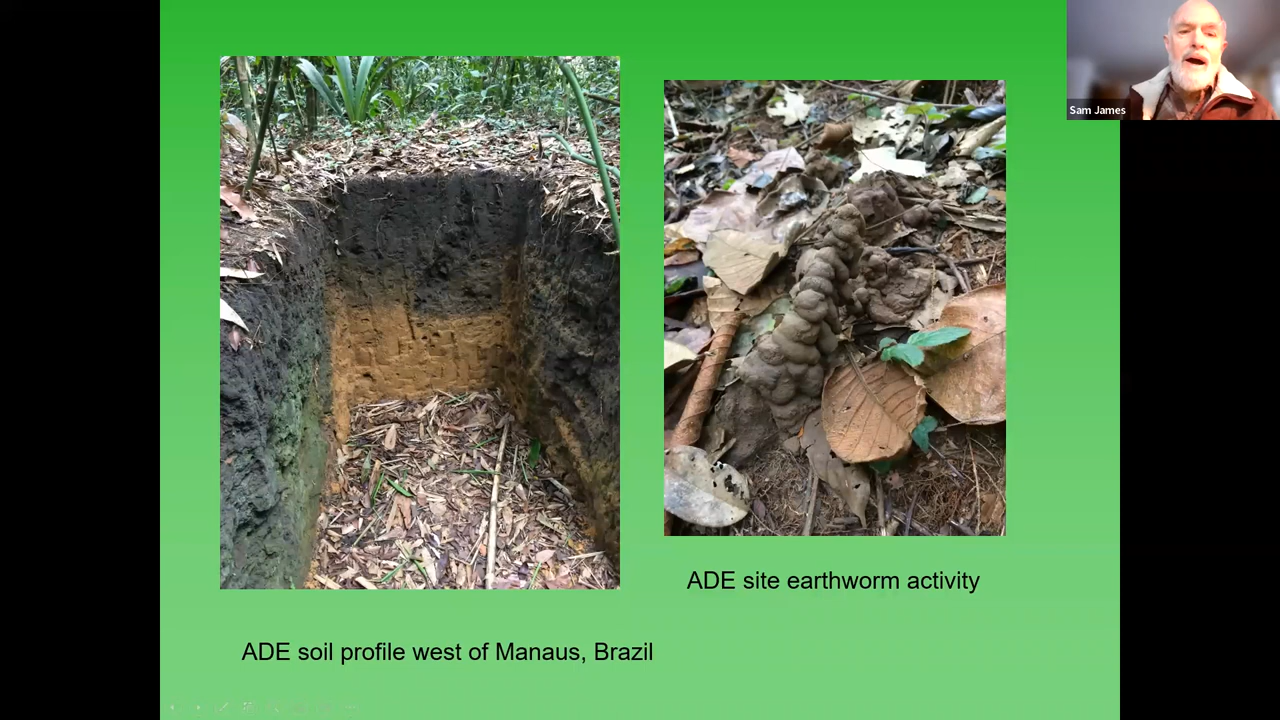 Sam James
ADE site earthworm activity
ADE soil profile west of Manaus, Brazil